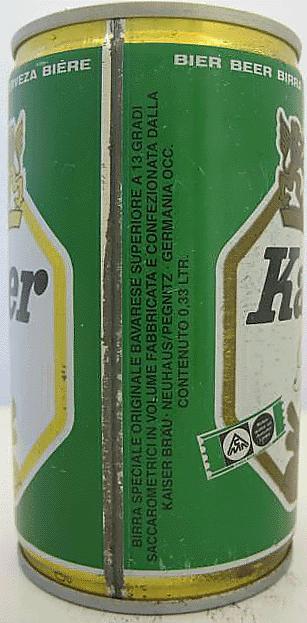 RVEZA BIÈRE
BIER BEER BIRRA
BIRRA SPECIALE ORIGINALE BAVARESE SUPERIORE A 13 GRADI
SACCAROMETRICI IN VOLUME FABBRICATA E CONFEZIONATA DALLA
KAISER BRÄU · NEUHAUS/PEGNITZ · GERMANIA OCC.
CONTENUTO 0,33 LTR.
er
Ka